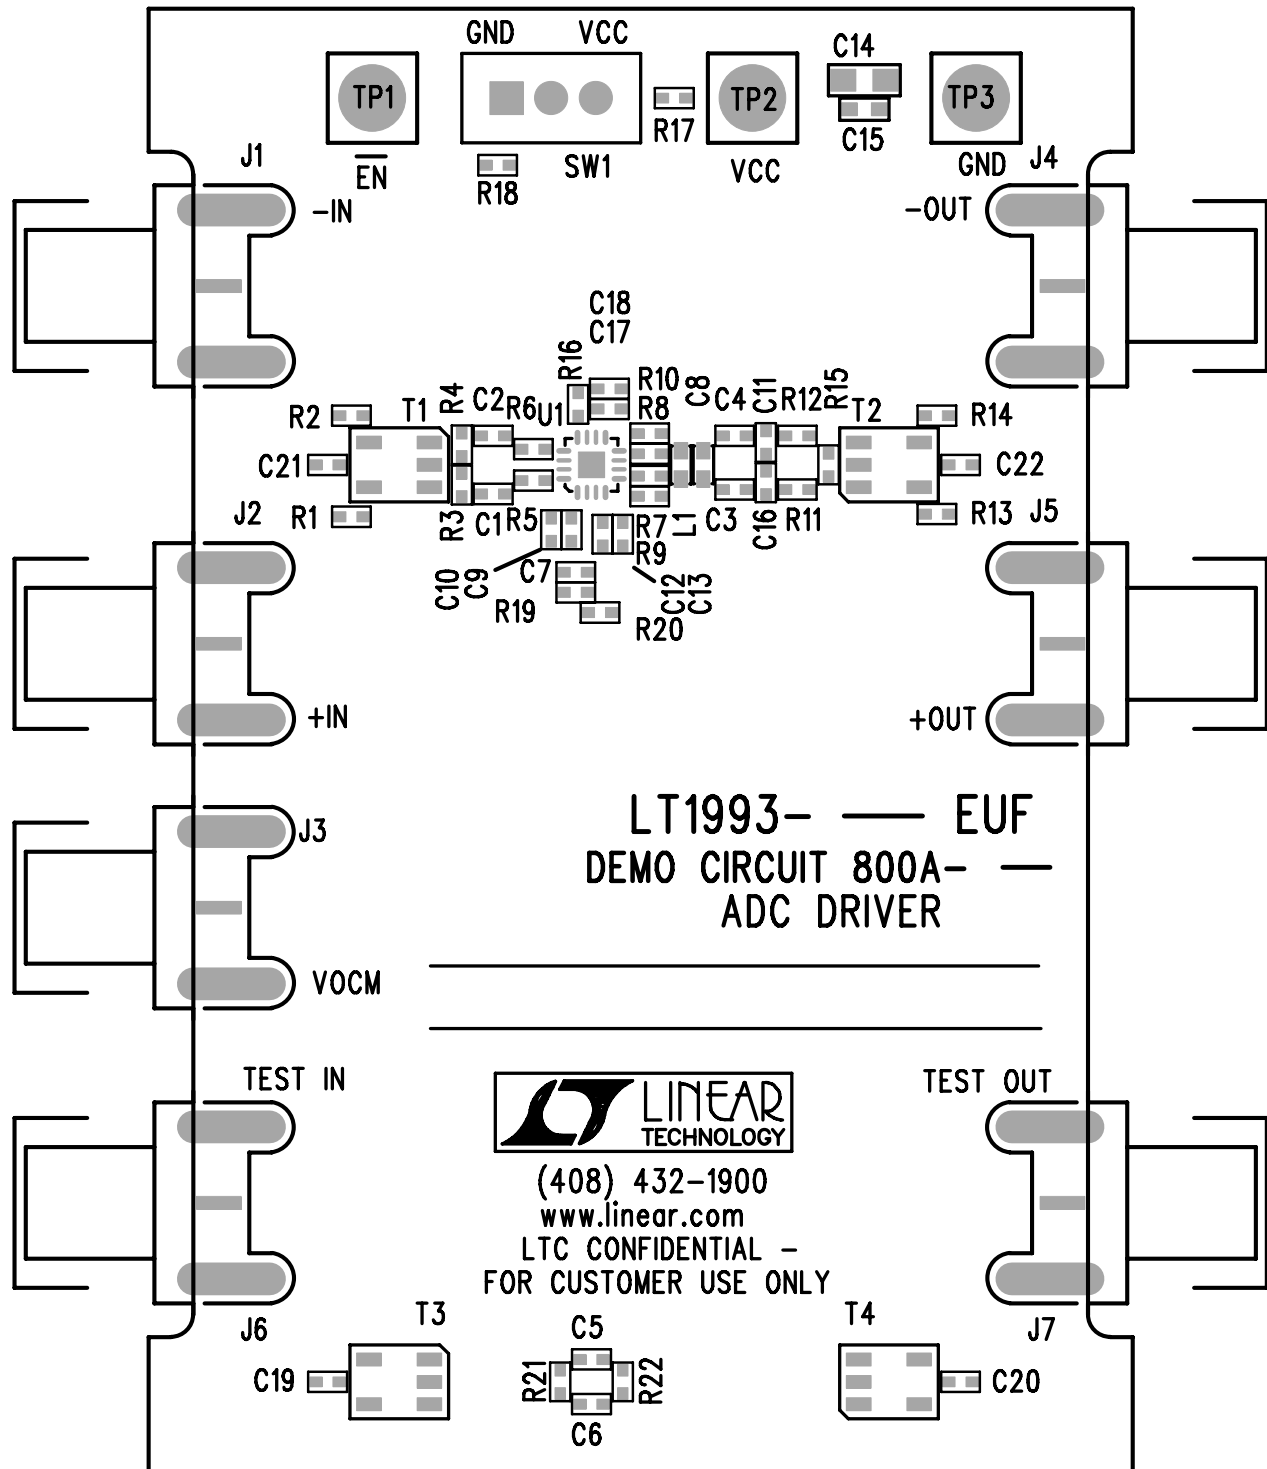 GND VCC
C14
TP1
TP2
TP3
R17
C15
EN
R18
SW1
VCC
GND
J1
J4
-IN
-OUT
C18
C17
R16
R10
R8
R4
C2
R6
U1
C8
C4
C11
R12
R15
T1
T2
R2
R14
C21
C22
J2
R1
R3
C1
R5
R7
R9
L1
C3
C16
R11
R13
J5
C10
C9
C7
C12
C13
R19
R20
+IN
+OUT
LT1993- EUF
J3
DEMO CIRCUIT 800A-
ADC DRIVER
VOCM
TEST IN
TEST OUT
LINEAR
TECHNOLOGY
(408) 432-1900
www.linear.com
LTC CONFIDENTIAL -
FOR CUSTOMER USE ONLY
J6
T3
C5
T4
J7
C19
R21
R22
C20
C6